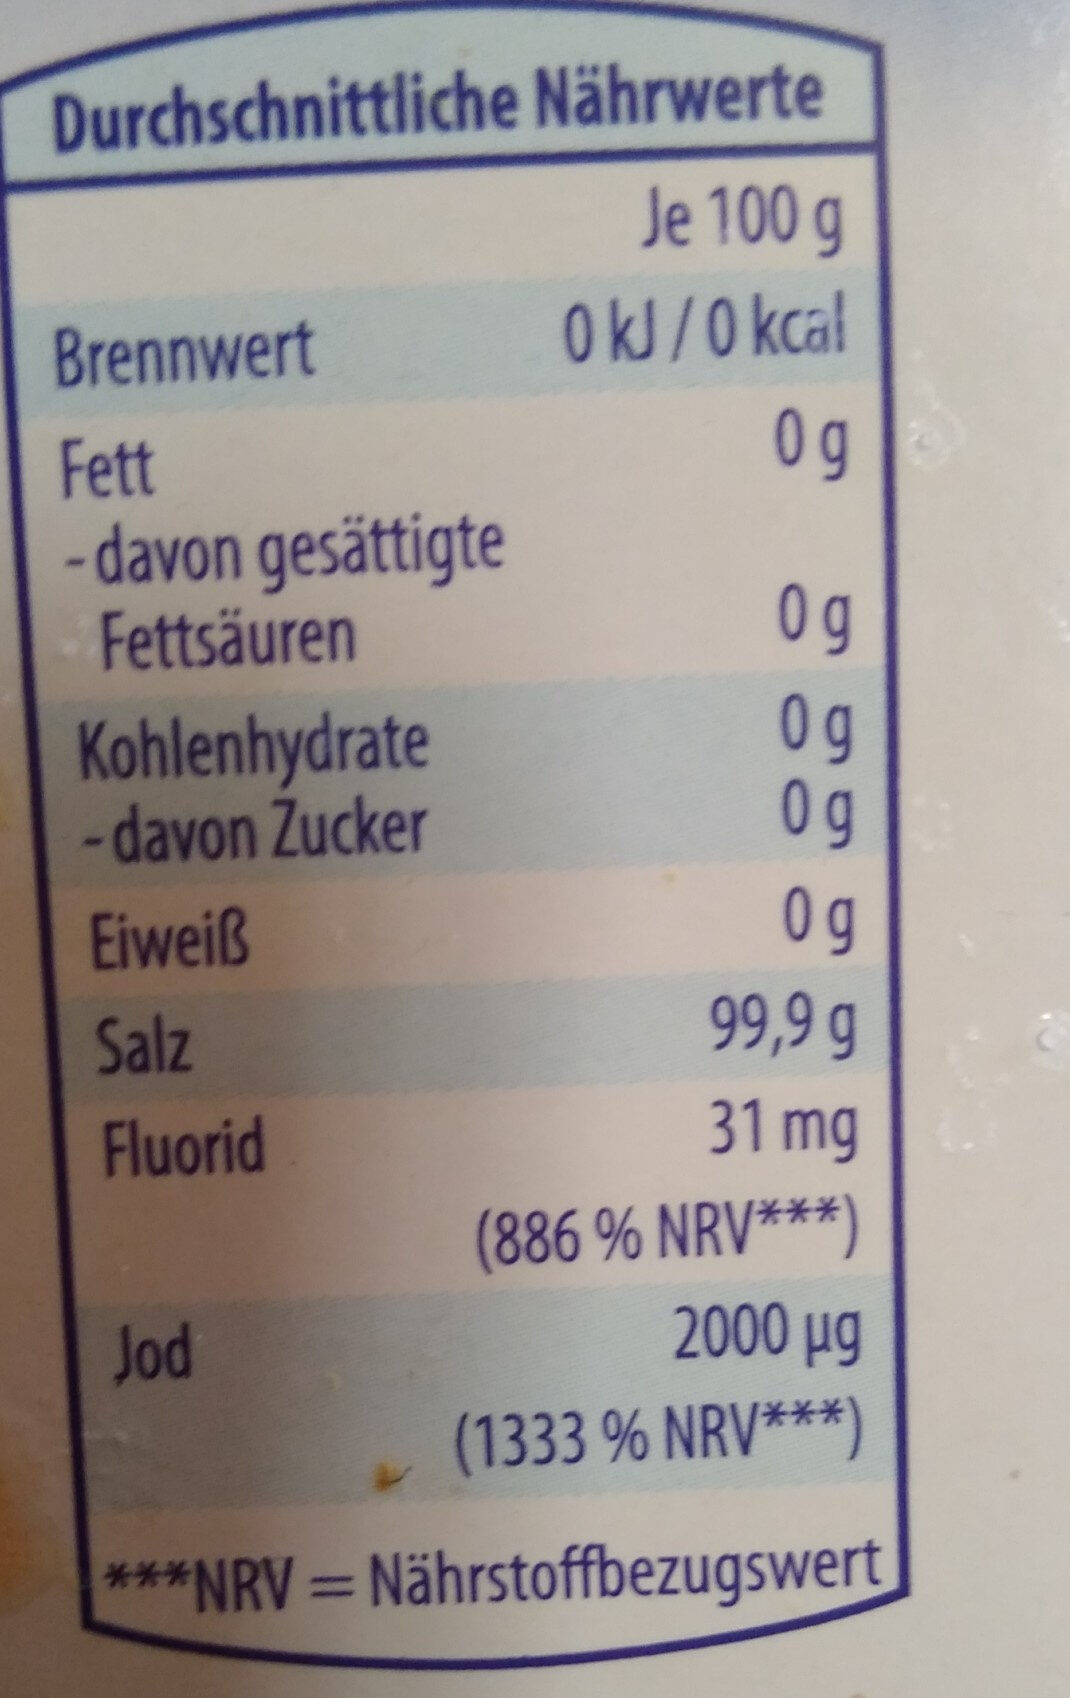 Durchschnittliche Nährwerte
Je 100 g
Brennwert 0 kJ / 0 kcal
Fett 0 g
- davon gesättigte
Fettsäuren 0 g
Kohlenhydrate 0 g
- davon Zucker 0 g
Eiweiß 0 g
Salz 99,9 g
Fluorid 31 mg
(886 % NRV***)
Jod 2000 µg
(1333 % NRV***)
***NRV = Nährstoffbezugswert